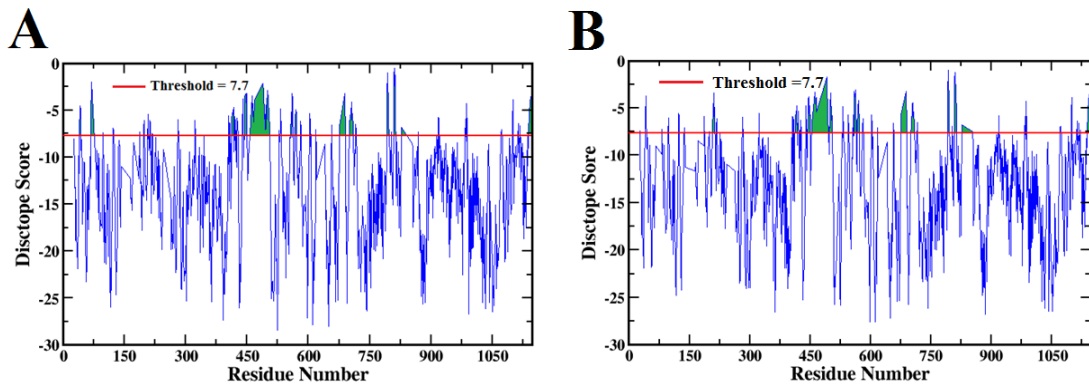 A
Disctope Score
0
-5
-10
-15
-20
-25
-30
Threshold = 7.7
0 150 300 450 600 750 900 1050
Residue Number
B
Disctope Sore
0
-5
-10
-15
-20
-25
-30
Threshold =7.7
0 150 300 450 600 750 900 1050
Residue Number